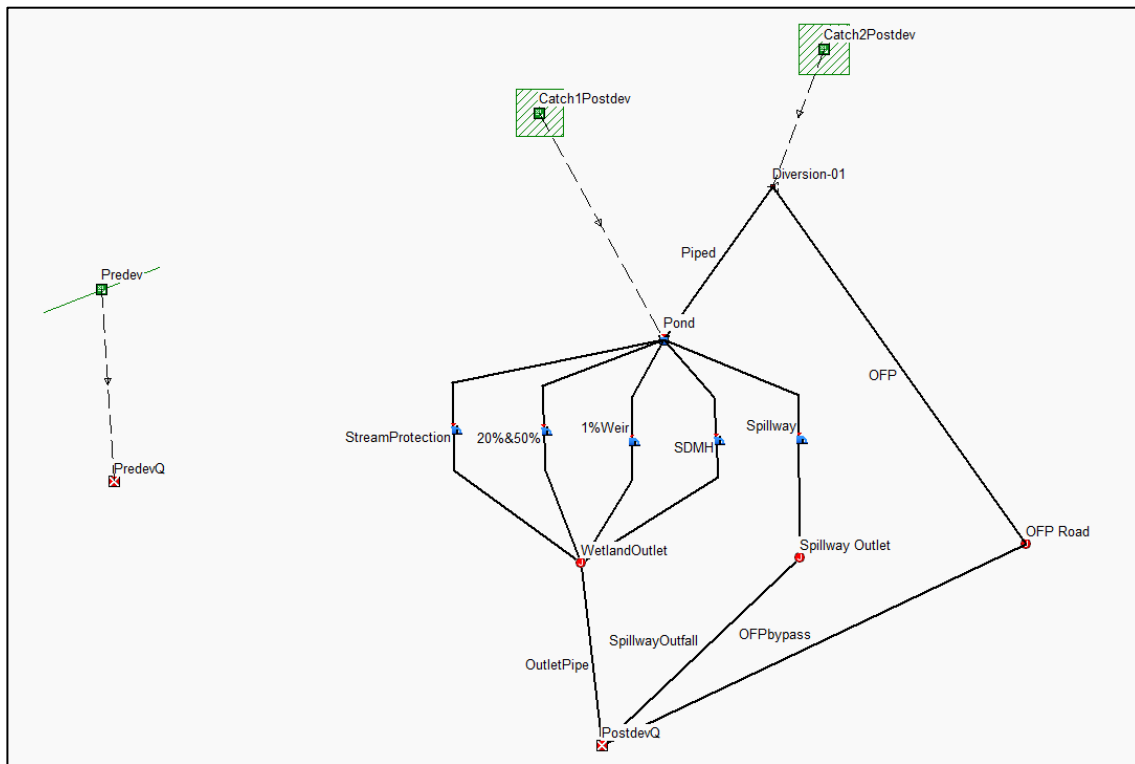 Catch2Postdev
Catch1Postdev
Diversion-01
Piped
Predev
Pond
OFP
StreamProtection
20%&50%
1%Weir
SDMH
Spillway
PredevQ
WetlandOutlet
Spillway Outlet
OFP Road
SpillwayOutfall
OFPbypass
OutletPipe
PostdevQ